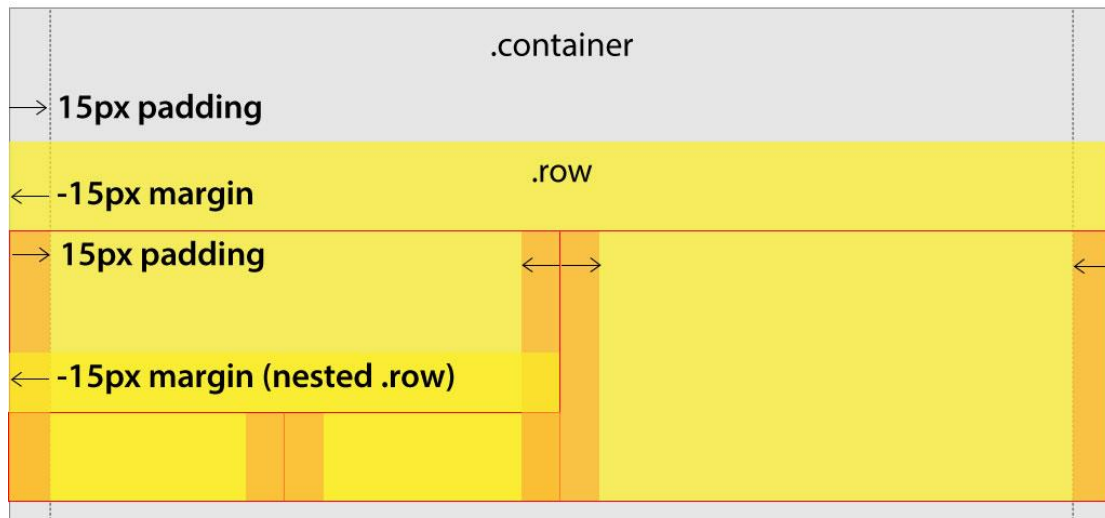 .container
15px padding
.row
-15px margin
15px padding
-15px margin (nested .row)